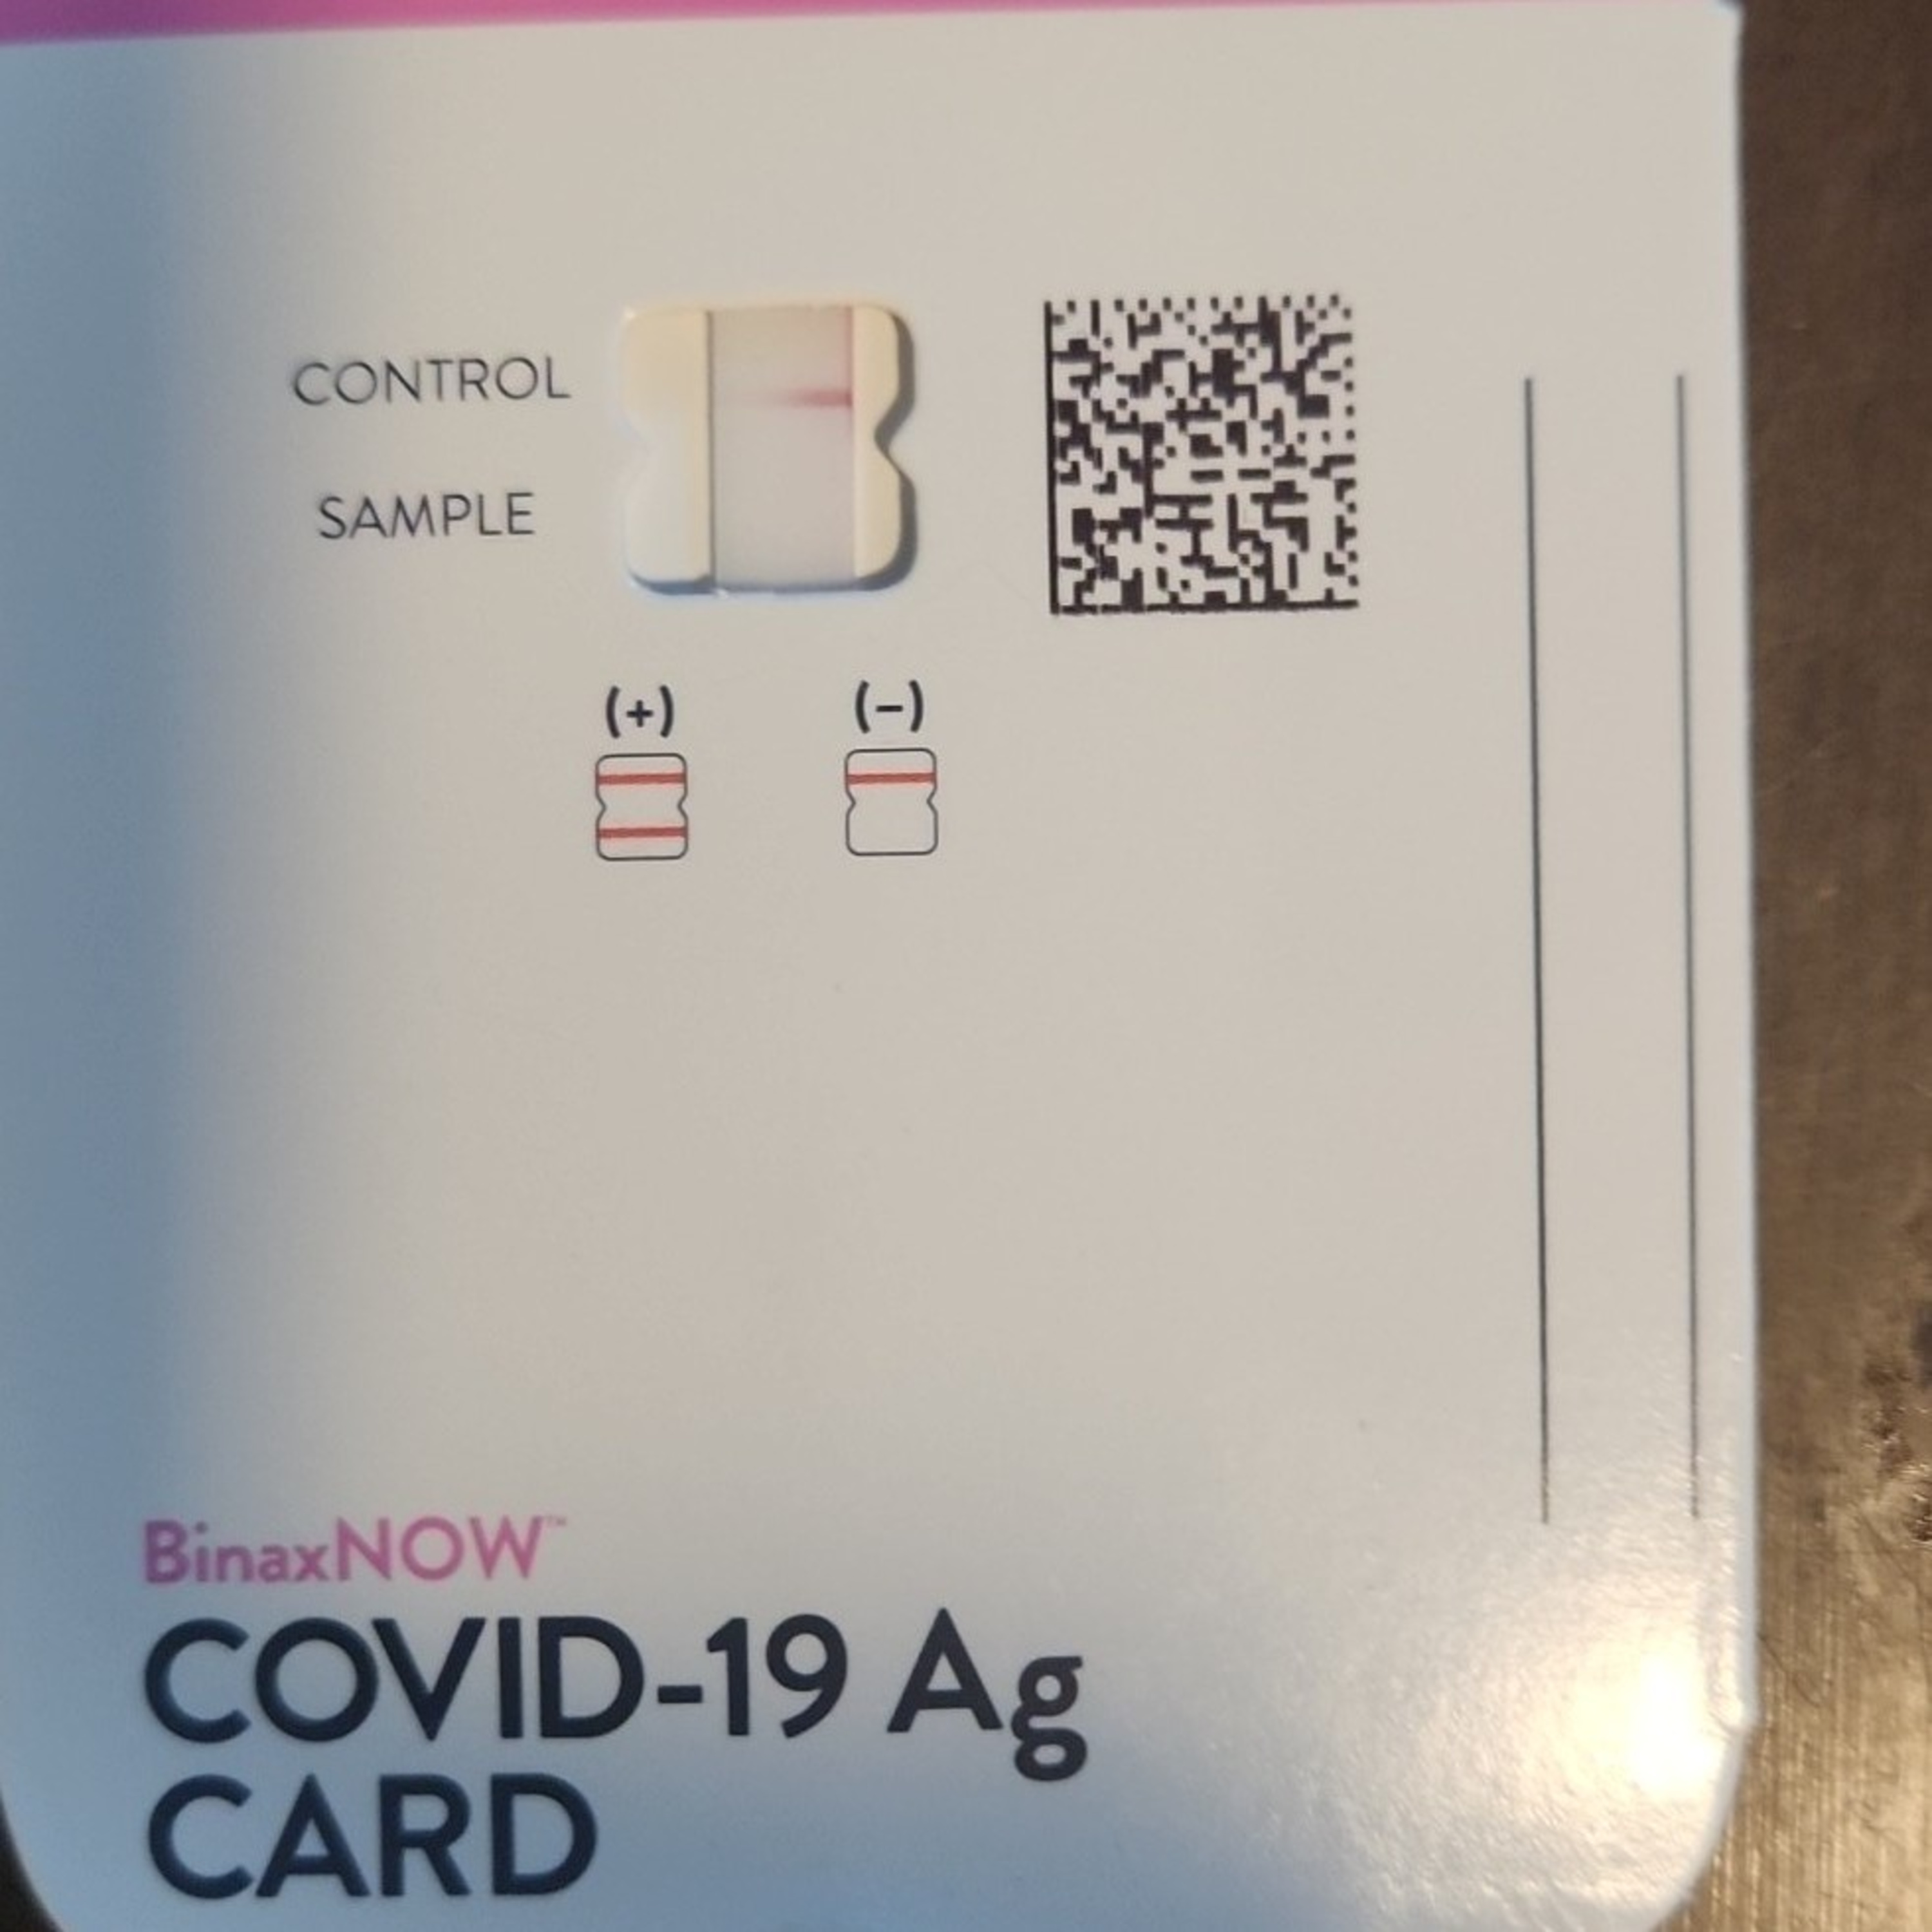 CONTROL
SAMPLE
(+) (−)
BinaxNOW™
COVID-19 Ag
CARD